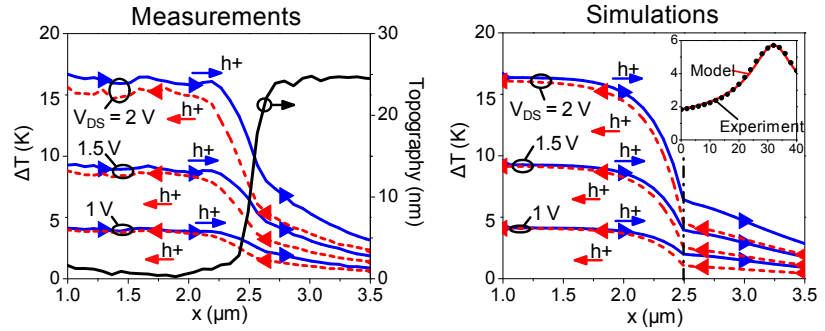 Measurements
ΔT (K)
20
15
10
5
0
30
20
10
0
Topography (nm)
h+
h+
V_DS = 2 V
h+
1.5 V
h+
h+
1 V
h+
1.0 1.5 2.0 2.5 3.0 3.5
x (μm)
Simulations
ΔT (K)
20
15
10
5
0
h+
V_DS = 2 V
h+
h+
1.5 V
h+
h+
1 V
h+
6
4
2
0
Model
Experiment
0 10 20 30 40
1.0 1.5 2.0 2.5 3.0 3.5
x (μm)